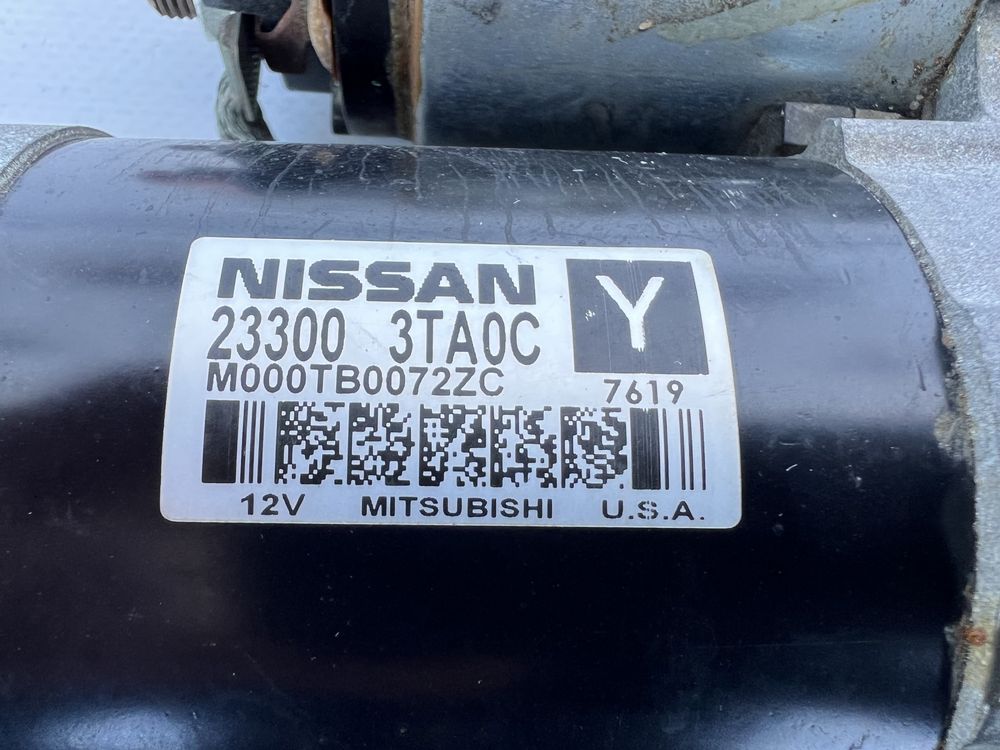 NISSAN
Y
23300 3TA0C
M000TB0072ZC
7619
12V MITSUBISHI U.S.A.